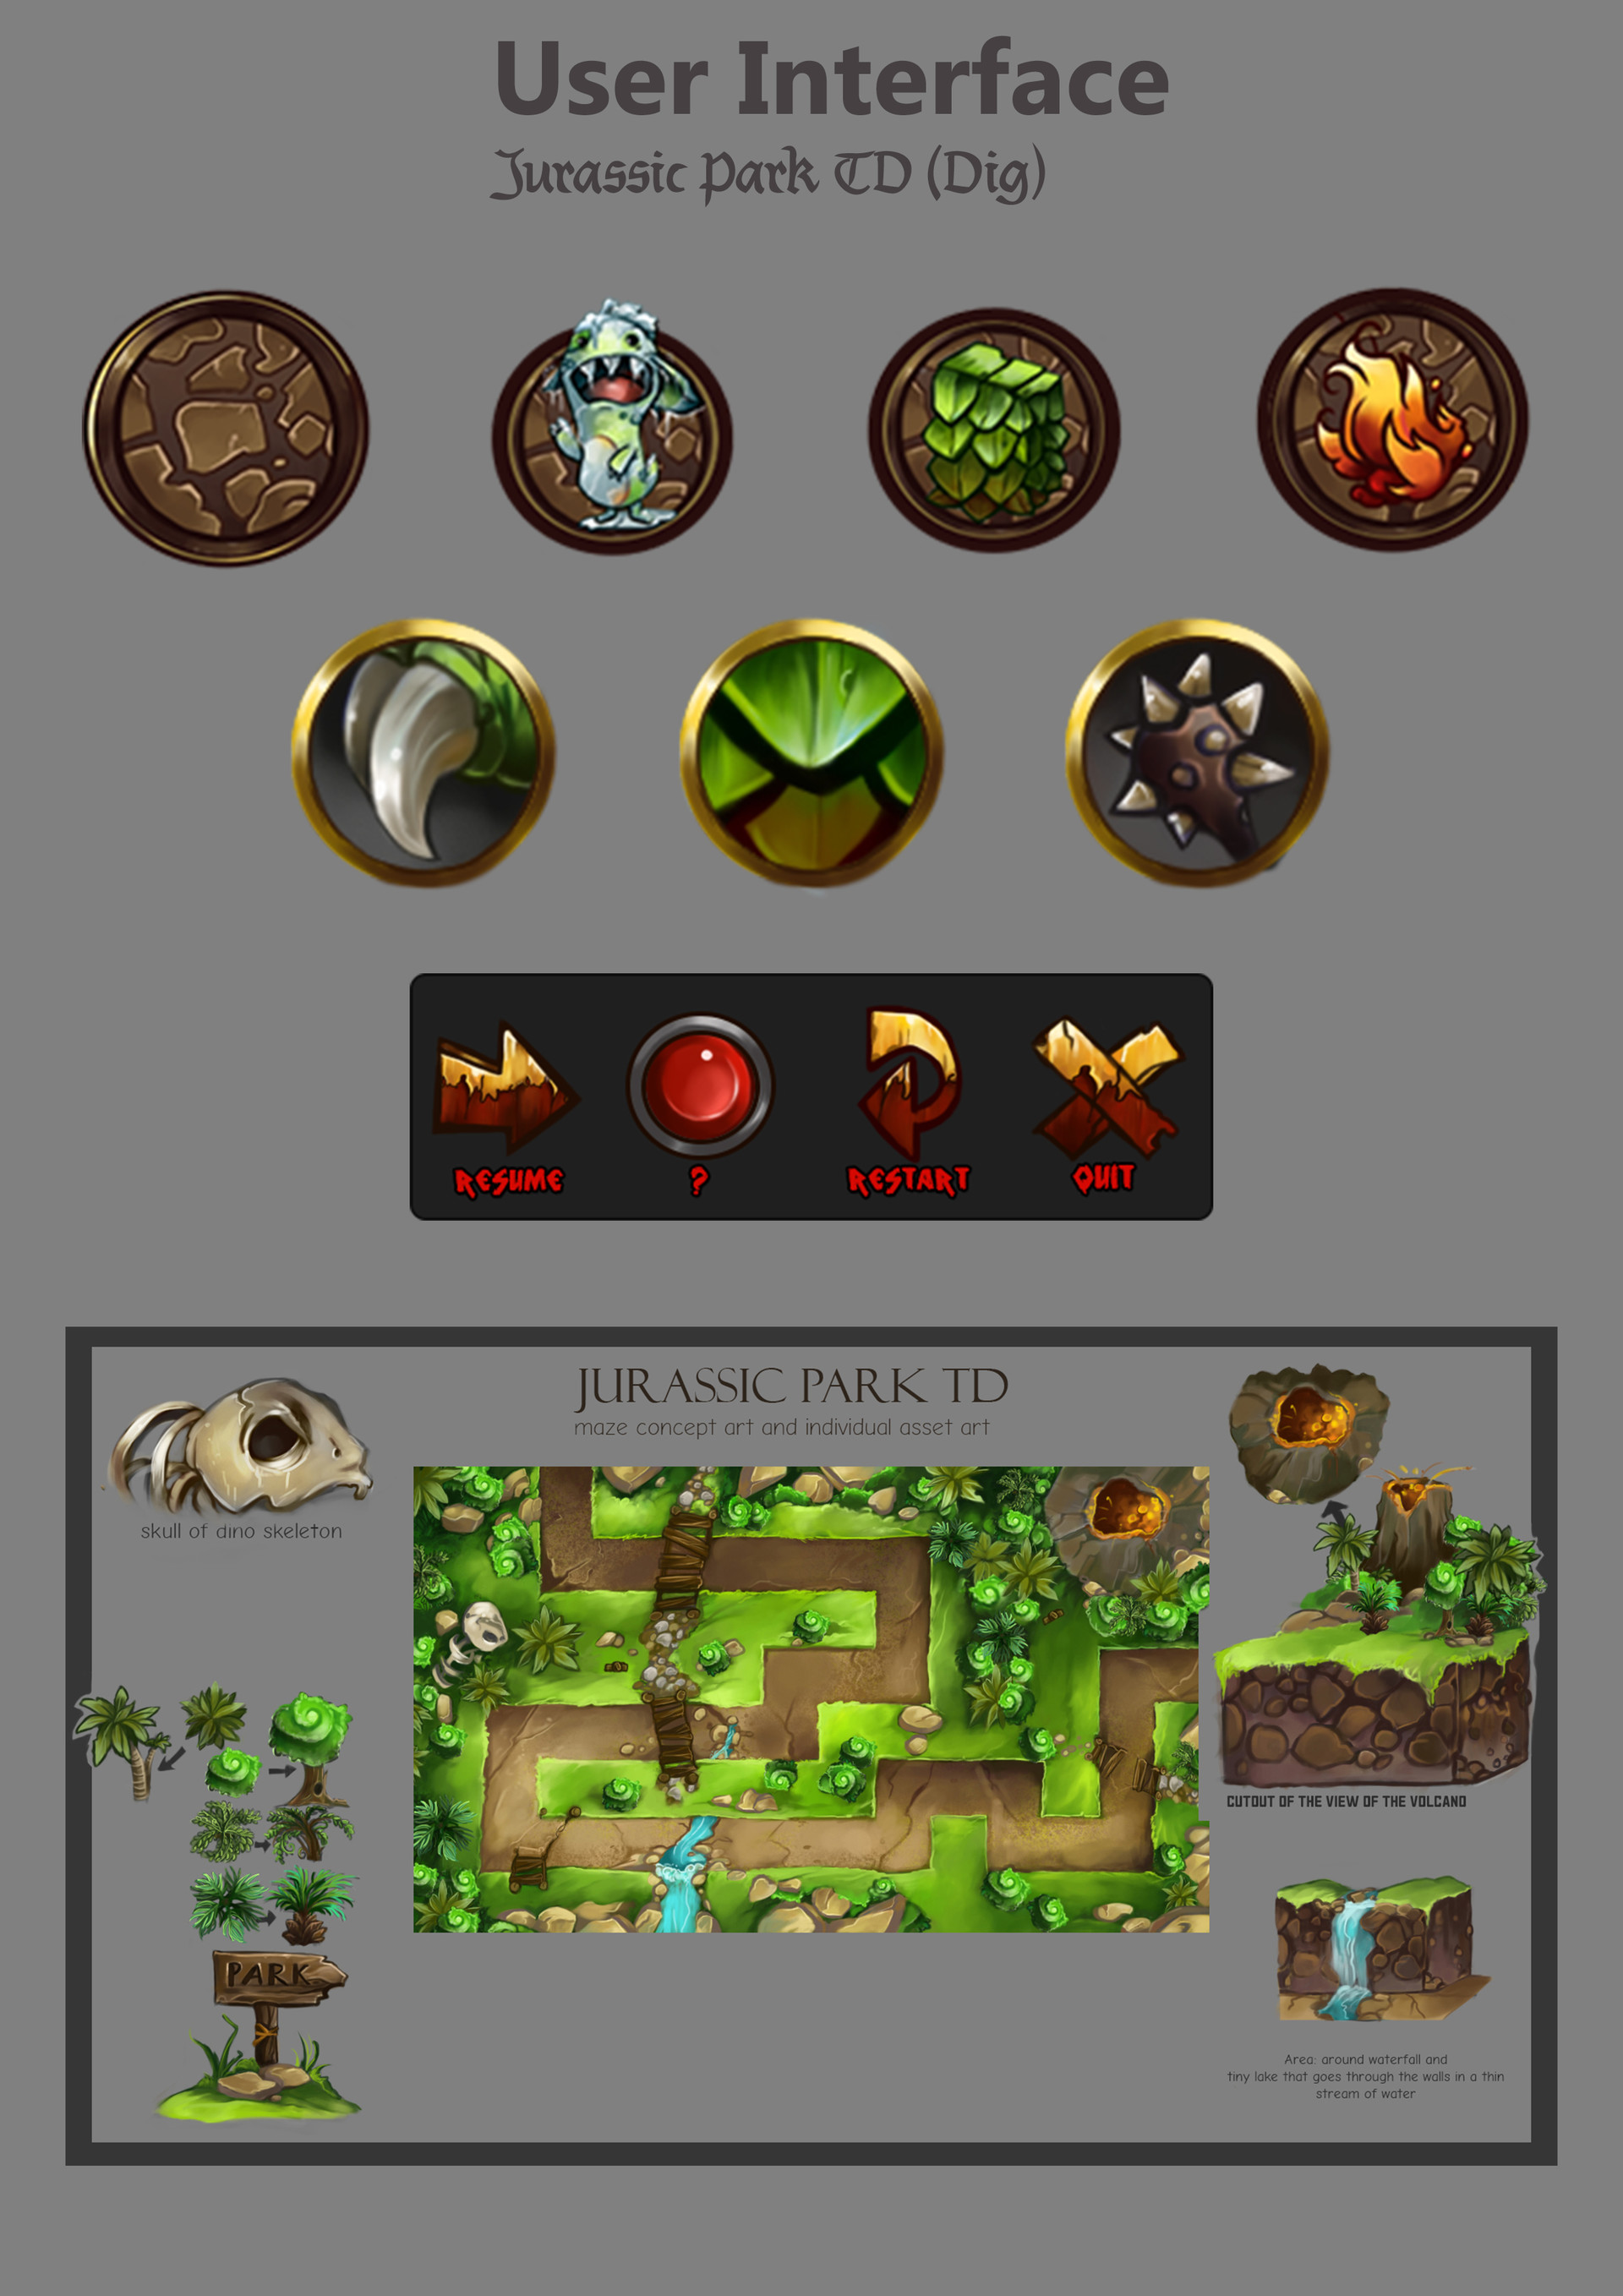 User Interface
Jurassic Park TD (Dig)
RESUME
?
RESTART
QUIT
JURASSIC PARK TD
maze concept art and individual asset art
skull of dino skeleton
CUTOUT OF THE VIEW OF THE VOLCANO
PARK
Area: around waterfall and
tiny lake that goes through the walls in a thin
stream of water